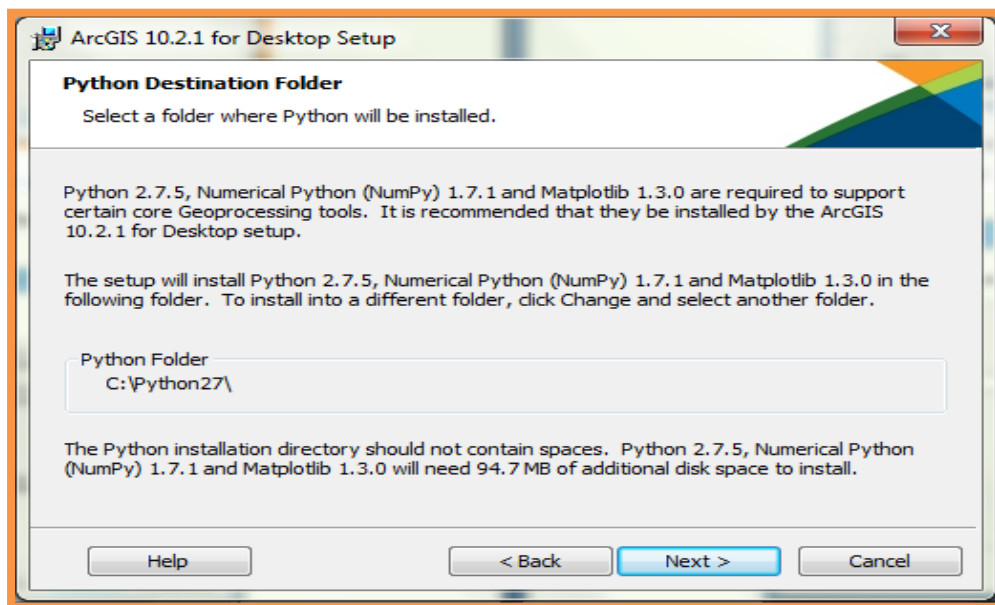 ArcGIS 10.2.1 for Desktop Setup
Python Destination Folder
Select a folder where Python will be installed.
Python 2.7.5, Numerical Python (NumPy) 1.7.1 and Matplotlib 1.3.0 are required to support
certain core Geoprocessing tools. It is recommended that they be installed by the ArcGIS
10.2.1 for Desktop setup.
The setup will install Python 2.7.5, Numerical Python (NumPy) 1.7.1 and Matplotlib 1.3.0 in the
following folder. To install into a different folder, click Change and select another folder.
Python Folder
C:\Python27\
The Python installation directory should not contain spaces. Python 2.7.5, Numerical Python
(NumPy) 1.7.1 and Matplotlib 1.3.0 will need 94.7 MB of additional disk space to install.
Help < Back Next > Cancel